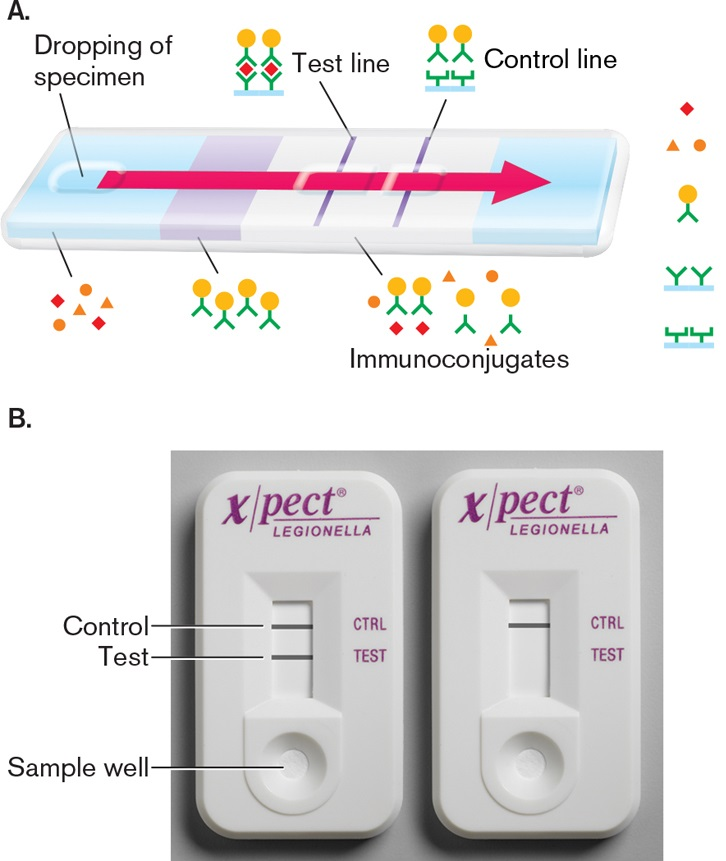 A.
Dropping of
specimen
Test line
Control line
Immunoconjugates
B.
X/pect®
LEGIONELLA
Control
CTRL
Test
TEST
Sample well
X/pect®
LEGIONELLA
CTRL
TEST